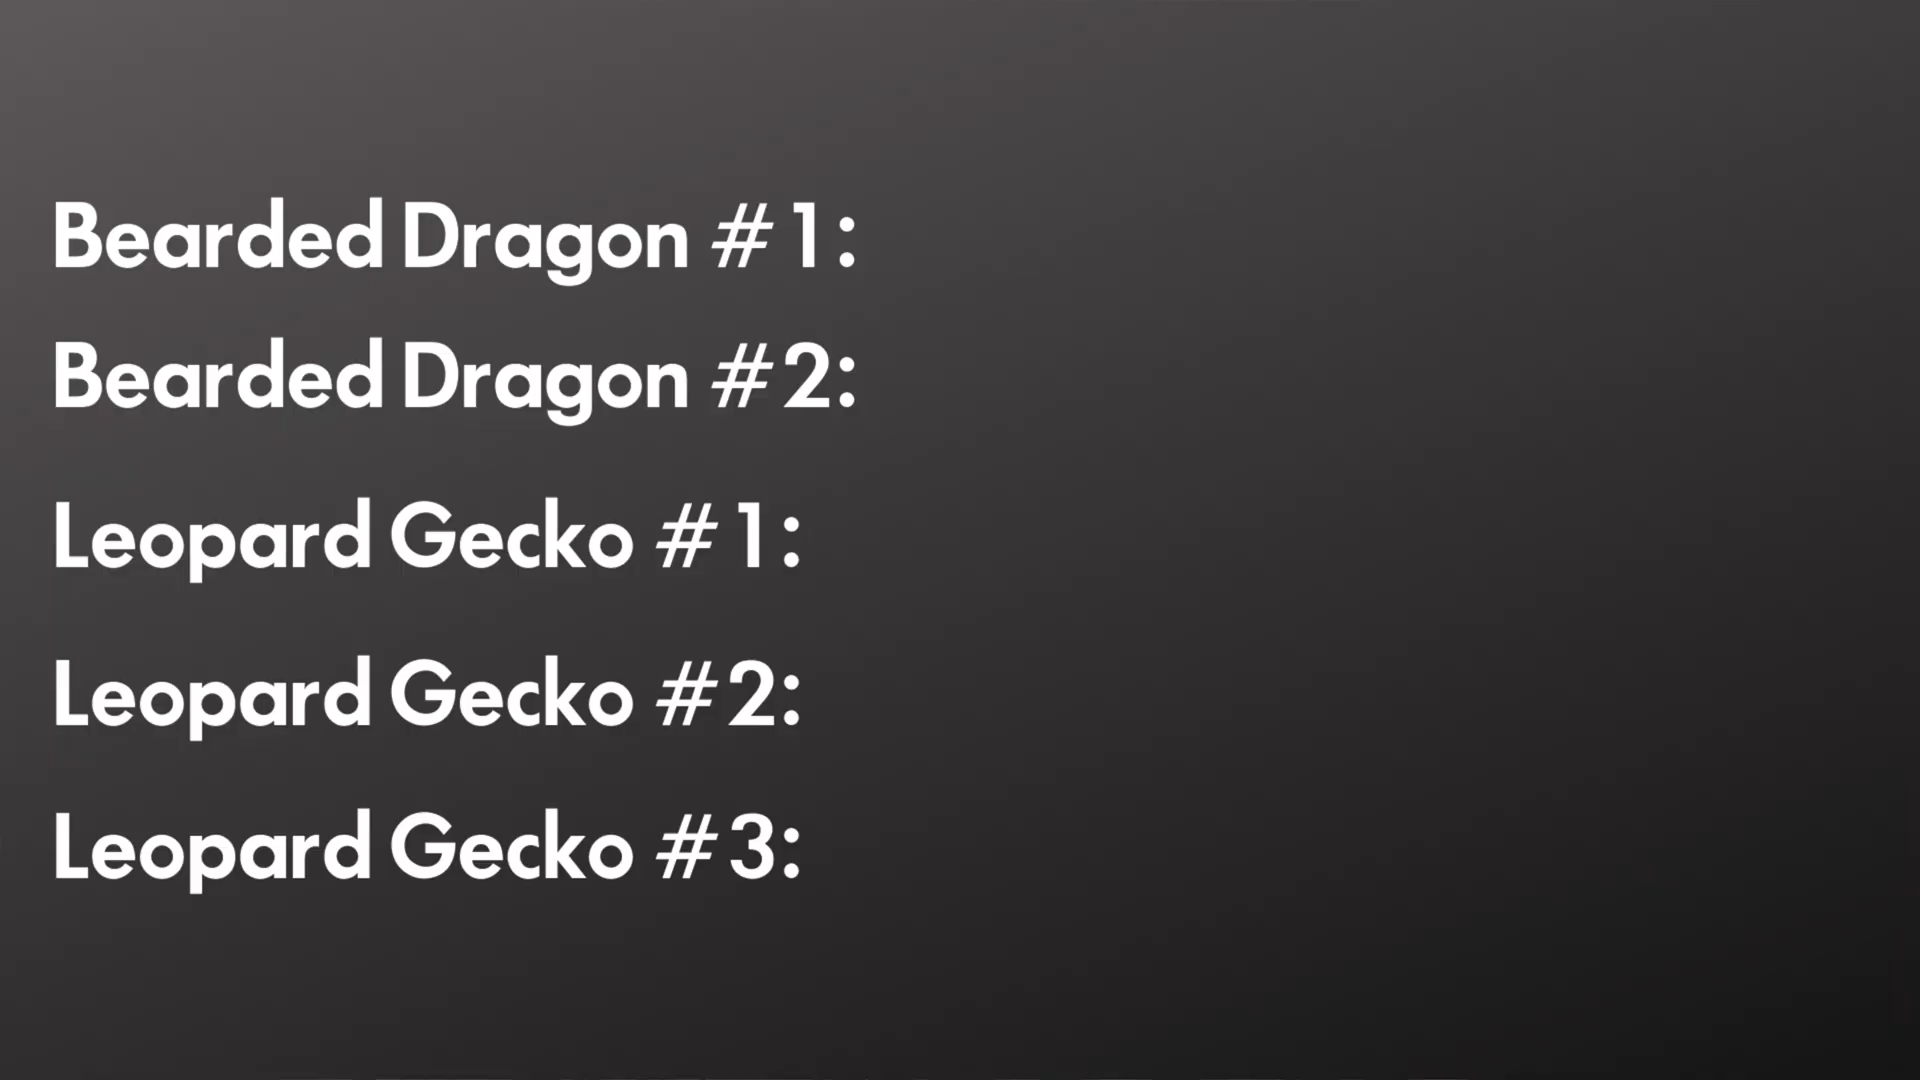 Bearded Dragon #1:
Bearded Dragon #2:
Leopard Gecko #1:
Leopard Gecko #2:
Leopard Gecko #3: